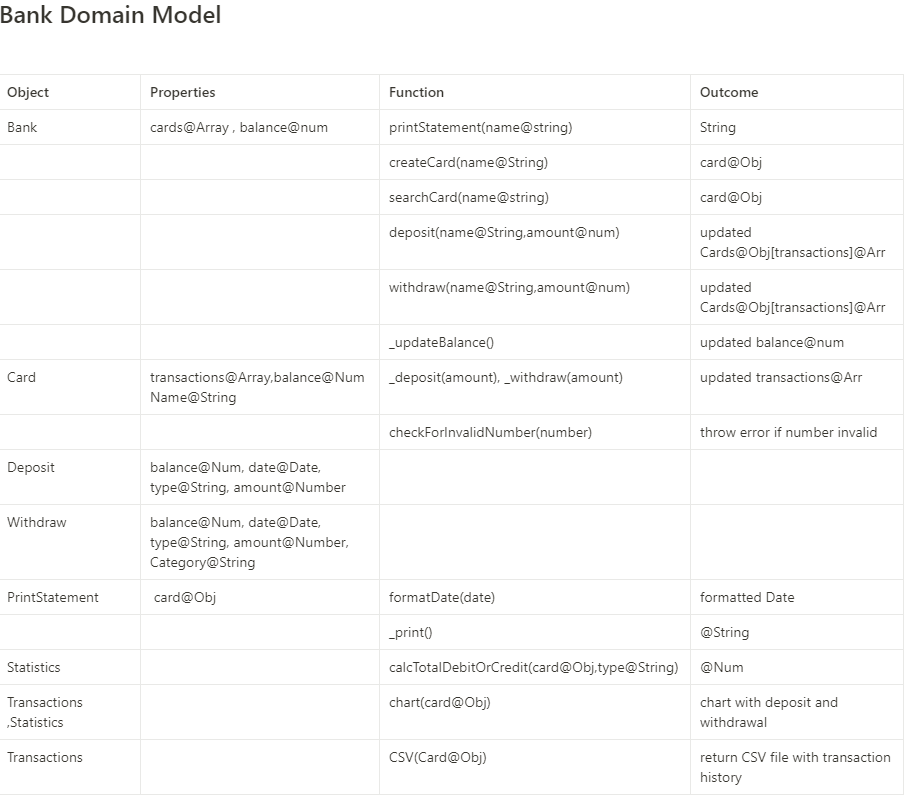 Bank Domain Model
Object Properties Function Outcome
Bank cards@Array , balance@num printStatement(name@string) String
createCard(name@String) card@Obj
searchCard(name@string) card@Obj
deposit(name@String,amount@num) updated
Cards@Obj[transactions]@Arr
withdraw(name@String,amount@num) updated
Cards@Obj[transactions]@Arr
_updateBalance() updated balance@num
Card transactions@Array,balance@Num _deposit(amount), _withdraw(amount) updated transactions@Arr
Name@String
checkForInvalidNumber(number) throw error if number invalid
Deposit balance@Num, date@Date,
type@String, amount@Number
Withdraw balance@Num, date@Date,
type@String, amount@Number,
Category@String
PrintStatement card@Obj formatDate(date) formatted Date
_print() @String
Statistics calcTotalDebitOrCredit(card@Obj,type@String) @Num
Transactions chart(card@Obj) chart with deposit and
,Statistics withdrawal
Transactions CSV(Card@Obj) return CSV file with transaction
history